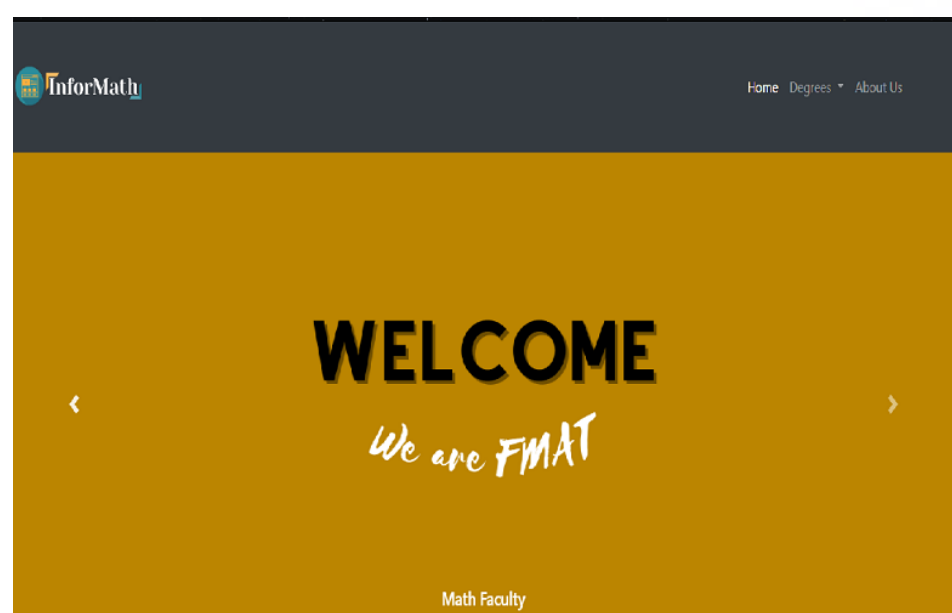 InforMath
Home Degrees About Us
WELCOME
We are FMAT
Math Faculty